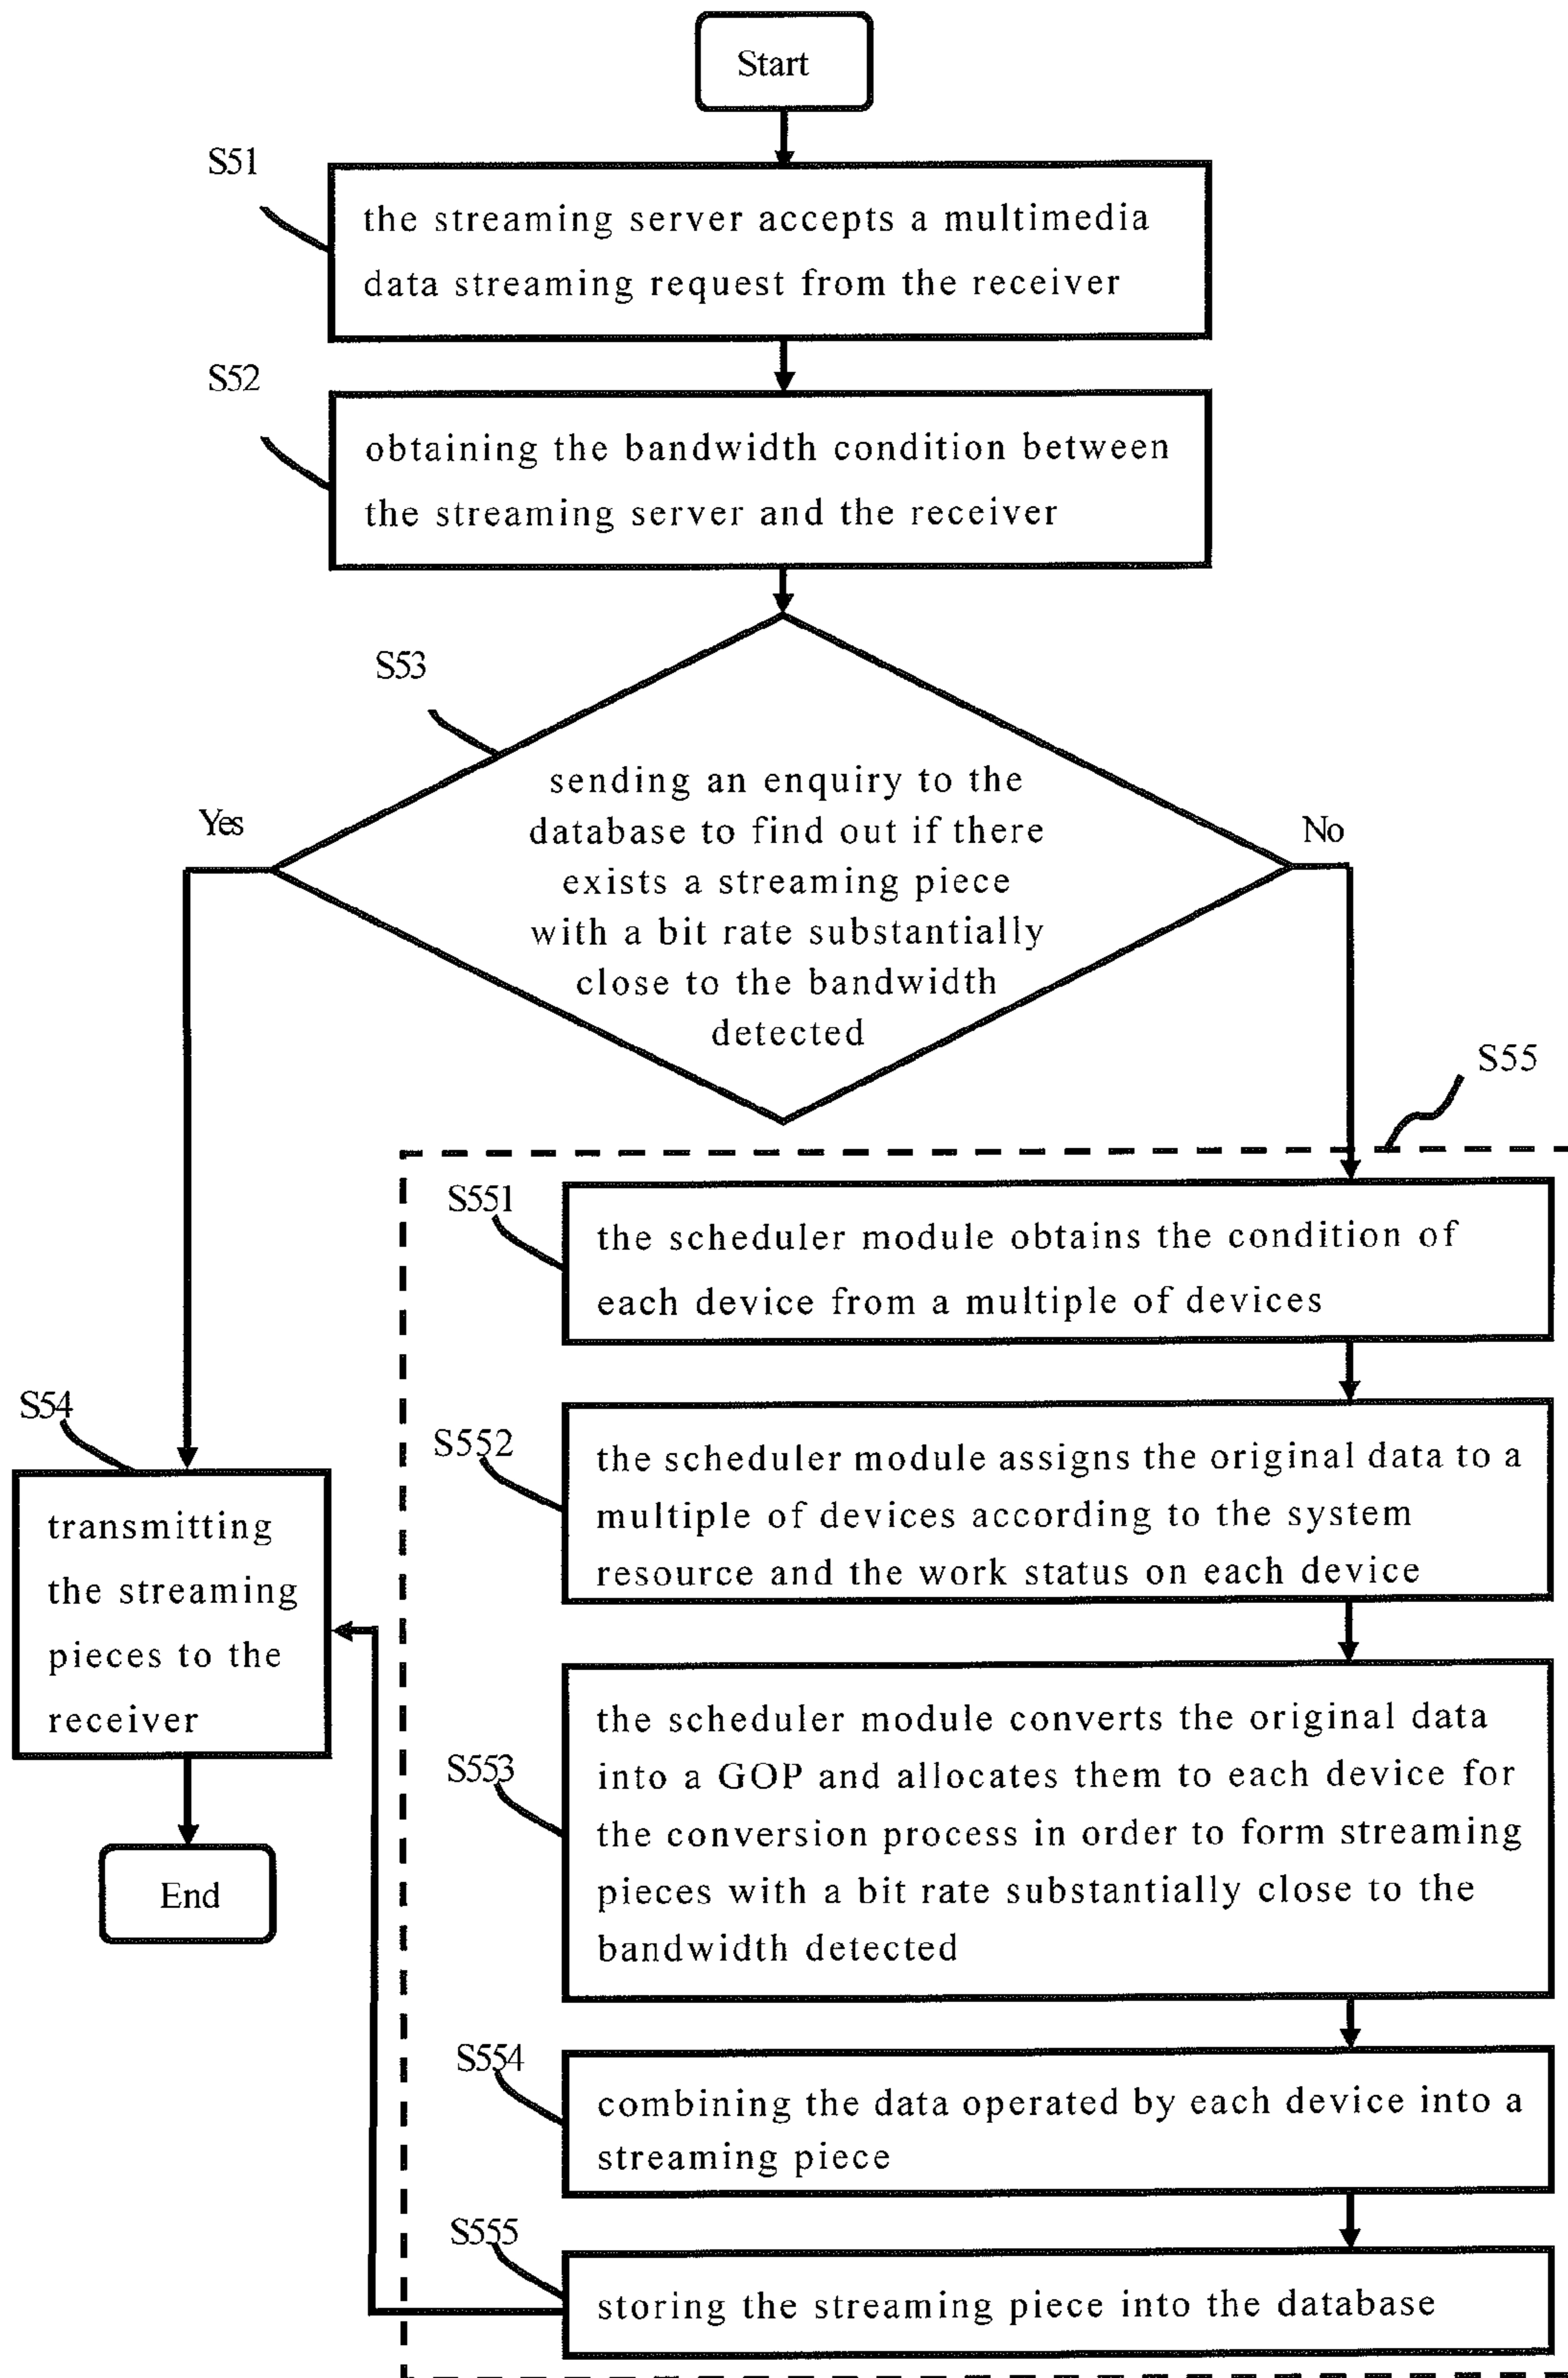 Start
S51
the streaming server accepts a multimedia
data streaming request from the receiver
S52
obtaining the bandwidth condition between
the streaming server and the receiver
S53
sending an enquiry to the
database to find out if there
exists a streaming piece
with a bit rate substantially
close to the bandwidth
detected
Yes
No
S55
S551
the scheduler module obtains the condition of
each device from a multiple of devices
S552
the scheduler module assigns the original data to a
multiple of devices according to the system
resource and the work status on each device
S54
transmitting
the streaming
pieces to the
receiver
End
S553
the scheduler module converts the original data
into a GOP and allocates them to each device for
the conversion process in order to form streaming
pieces with a bit rate substantially close to the
bandwidth detected
S554
combining the data operated by each device into a
streaming piece
S555
storing the streaming piece into the database